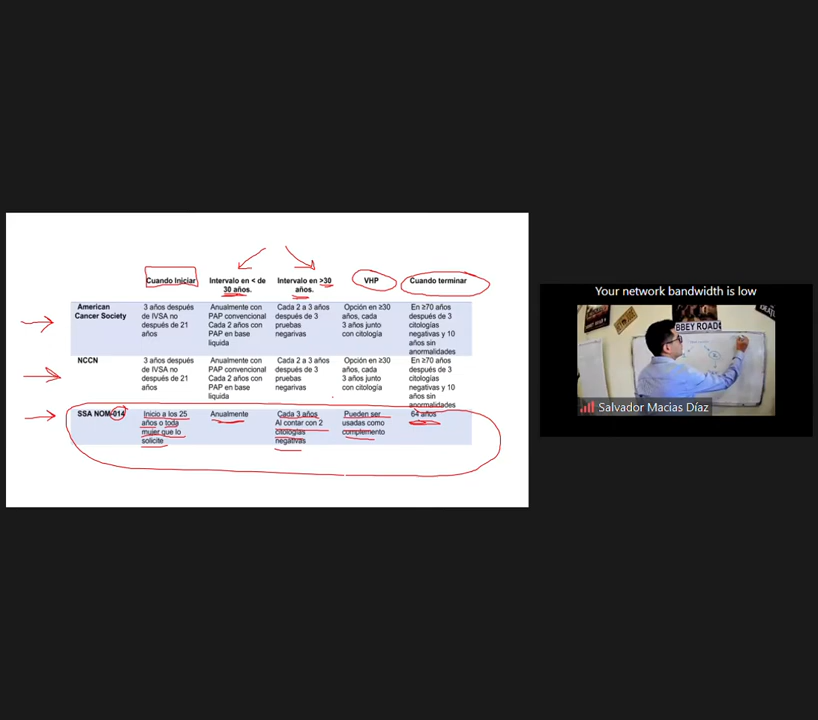 Cuando Iniciar
Intervalo en < de
30 años.
Intervalo en >30
años.
VHP
Cuando terminar
American
Cancer Society
3 años después
de IVSA no
después de 21
años
Anualmente con
PAP convencional
Cada 2 años con
PAP en base
liquida
Cada 2 a 3 años
después de 3
pruebas
negarivas
Opción en ≥30
años, cada
3 años junto
con citología
En ≥70 años
después de 3
citologías
negativas y 10
años sin
anormalidades
NCCN
3 años después
de IVSA no
después de 21
años
Anualmente con
PAP convencional
Cada 2 años con
PAP en base
liquida
Cada 2 a 3 años
después de 3
pruebas
negarivas
Opción en ≥30
años, cada
3 años junto
con citología
En ≥70 años
después de 3
citologías
negativas y 10
años sin
anormalidades
SSA NOM-014
Inicio a los 25
años o toda
mujer que lo
solicite
Anualmente
Cada 3 años
Al contar con 2
citologías
negativas
Pueden ser
usadas como
complemento
64 años
Your network bandwidth is low
BBEY ROAD
Salvador Macias Díaz